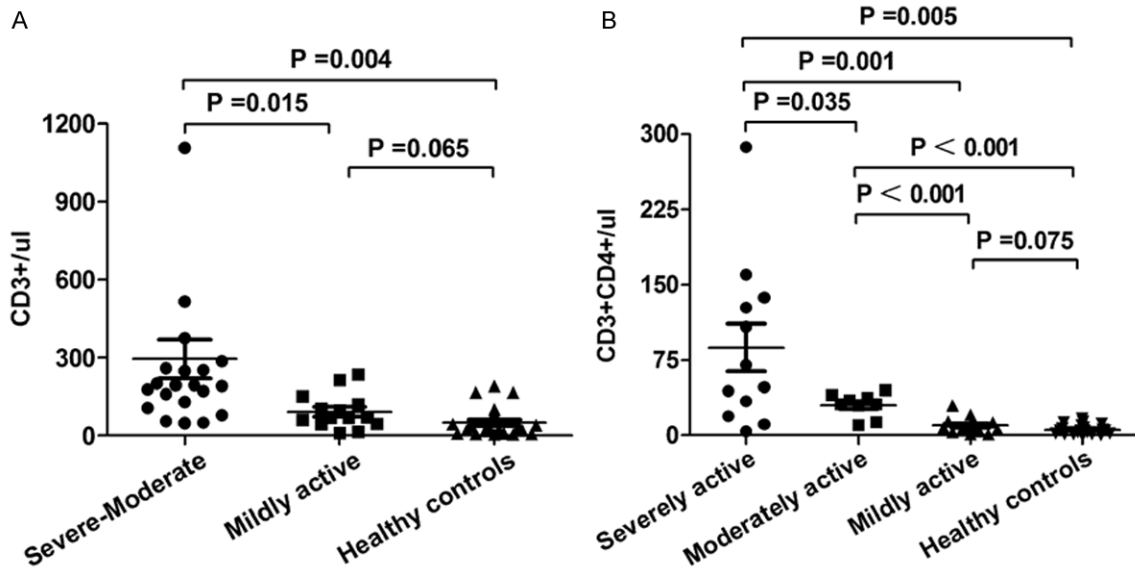 A
P =0.004
P =0.015
P =0.065
1200
900
600
300
0
CD3+/ul
Severe-Moderate
Mildly active
Healthy controls
B
P =0.005
P =0.001
P =0.035
P < 0.001
P < 0.001
P =0.075
300
225
150
75
0
CD3+CD4+/ul
Severely active
Moderately active
Mildly active
Healthy controls